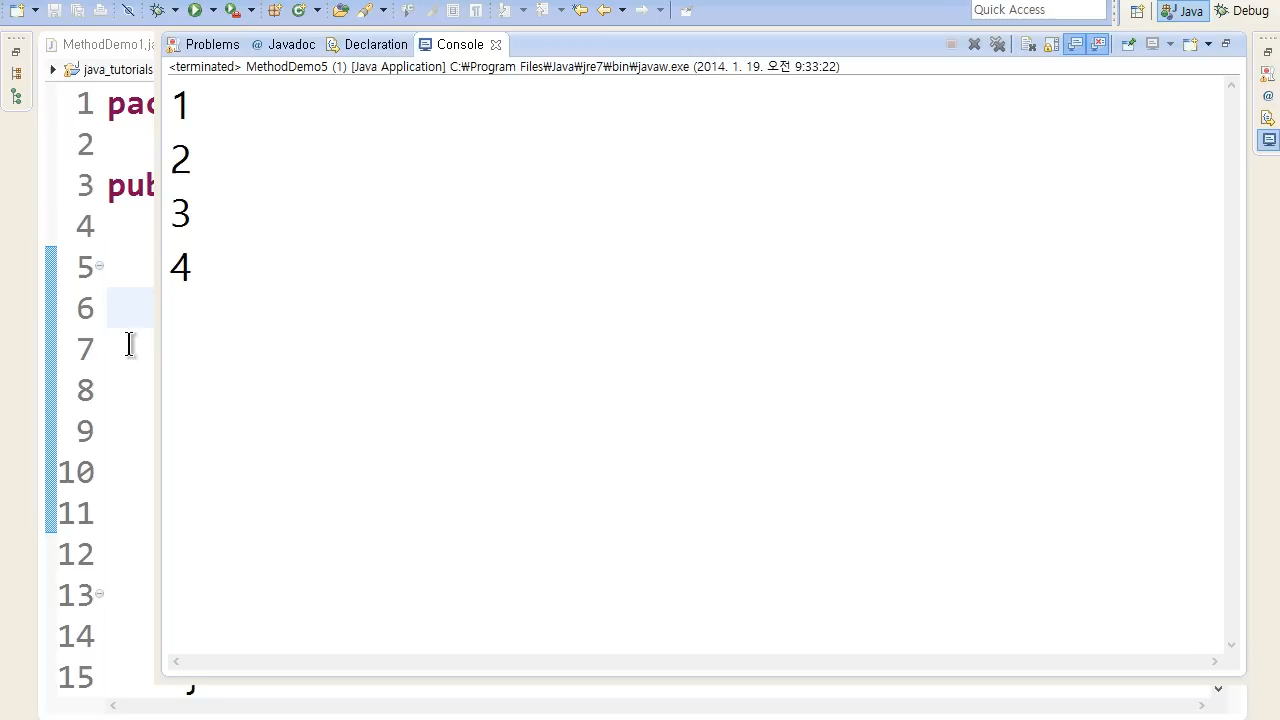 Quick Access
Java
Debug
MethodDemo1.ja
Problems
@ Javadoc
Declaration
Console
java_tutorials
<terminated> MethodDemo5 (1) [Java Application] C:₩Program Files₩Java₩jre7₩bin₩javaw.exe (2014. 1. 19. 오전 9:33:22)
1
2
3
4
1 pac
2
3 pub
4
5
6
7
8
9
10
11
12
13
14
15 }